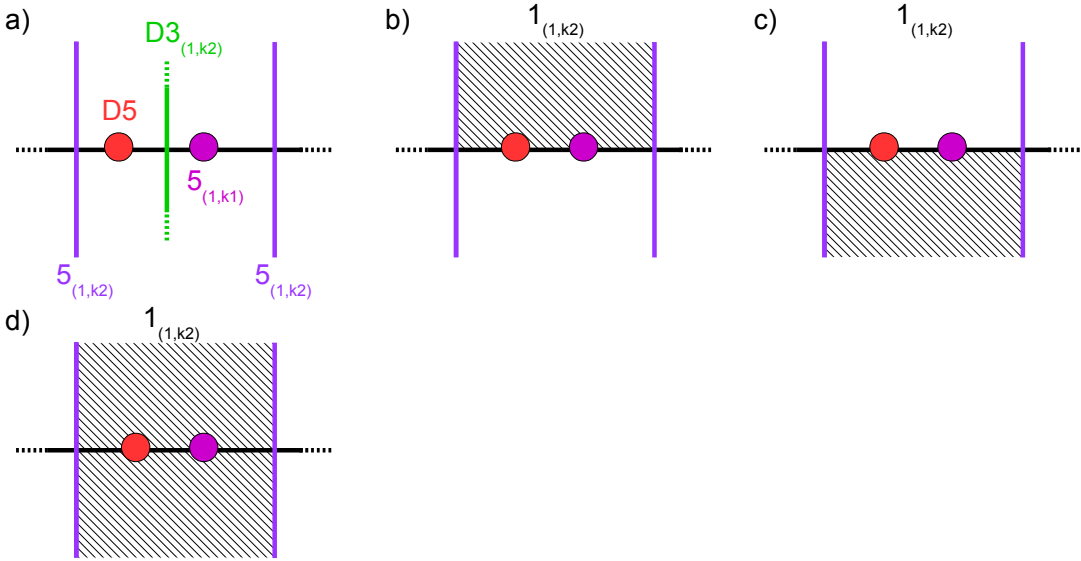 a)
D3(1,k2)
D5
5(1,k1)
5(1,k2)
5(1,k2)
b)
1(1,k2)
c)
1(1,k2)
d)
1(1,k2)